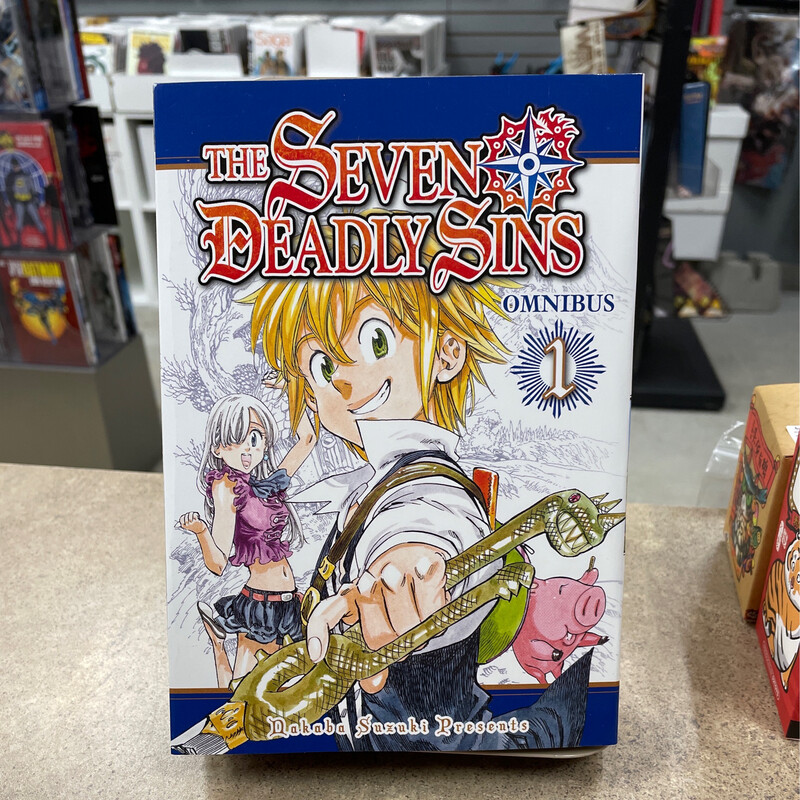 THE SEVEN
DEADLY SINS
OMNIBUS
1
Nakaba Suzuki Presents